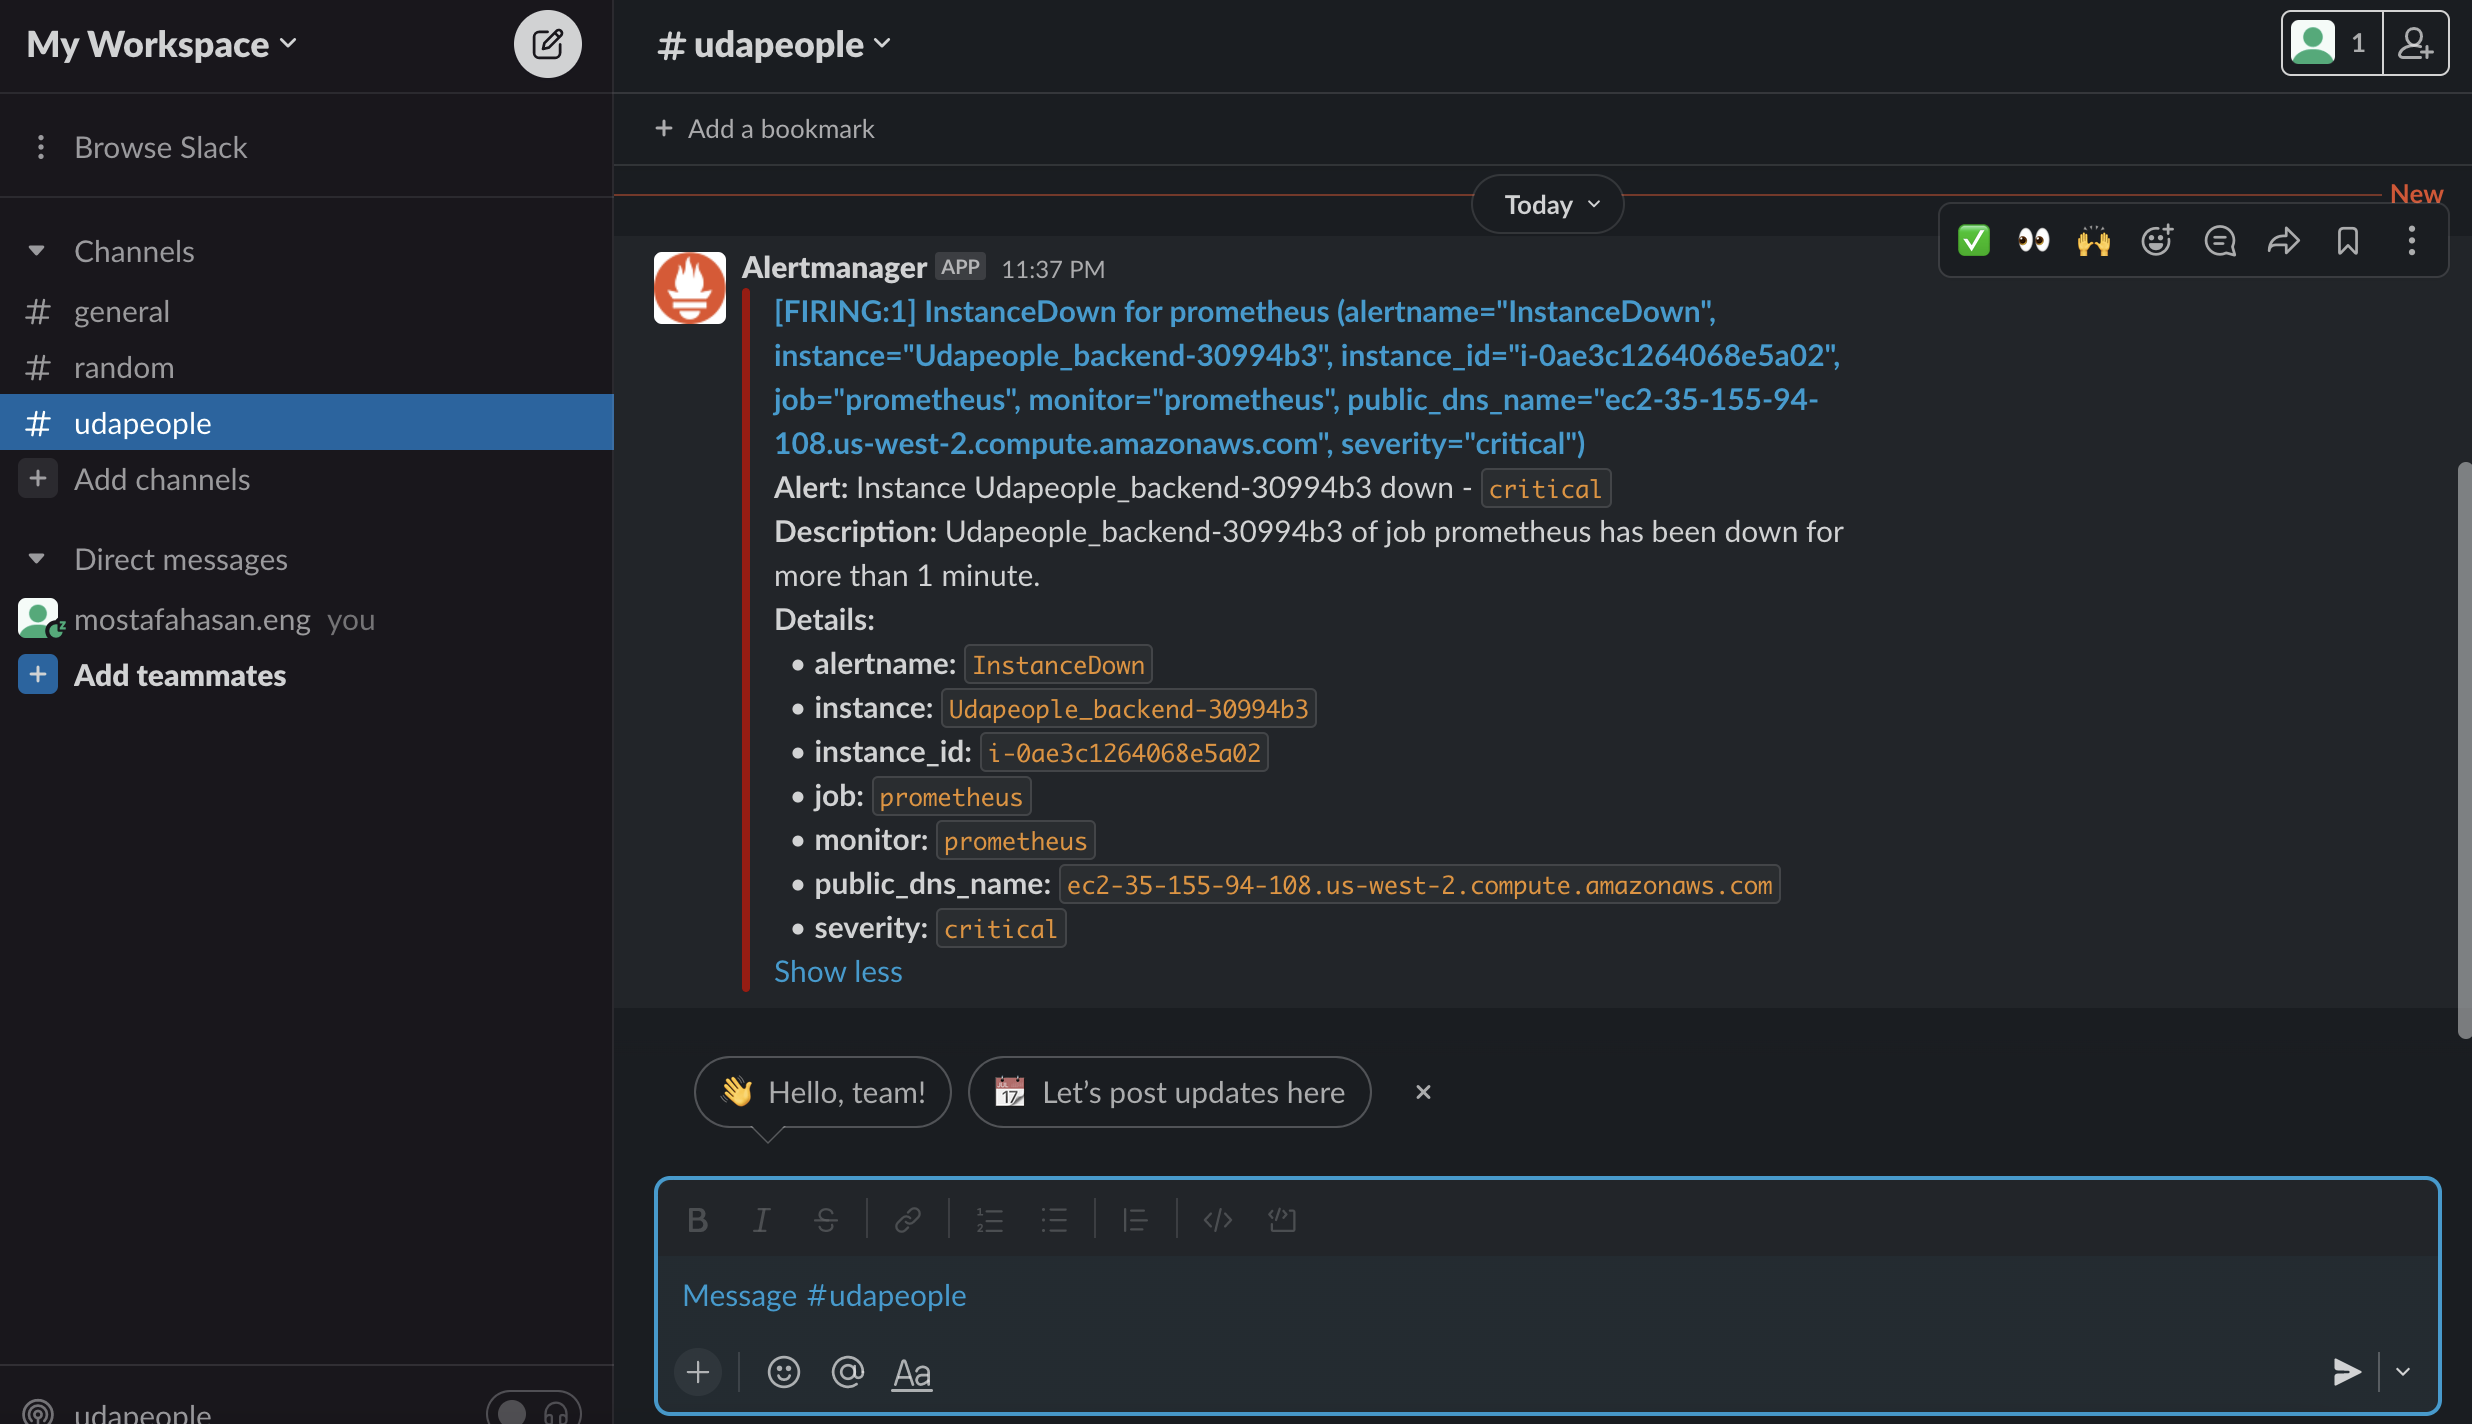 My Workspace
Browse Slack
Channels
# general
# random
# udapeople
+ Add channels
Direct messages
mostafahasan.eng you
+ Add teammates
udapeople
# udapeople
1
+ Add a bookmark
Today
New
Alertmanager APP 11:37 PM
[FIRING:1] InstanceDown for prometheus (alertname="InstanceDown",
instance="Udapeople_backend-30994b3", instance_id="i-0ae3c1264068e5a02",
job="prometheus", monitor="prometheus", public_dns_name="ec2-35-155-94-
108.us-west-2.compute.amazonaws.com", severity="critical")
Alert: Instance Udapeople_backend-30994b3 down - critical
Description: Udapeople_backend-30994b3 of job prometheus has been down for
more than 1 minute.
Details:
• alertname: InstanceDown
• instance: Udapeople_backend-30994b3
• instance_id: i-0ae3c1264068e5a02
• job: prometheus
• monitor: prometheus
• public_dns_name: ec2-35-155-94-108.us-west-2.compute.amazonaws.com
• severity: critical
Show less
Hello, team!
Let's post updates here
Message #udapeople
Aa